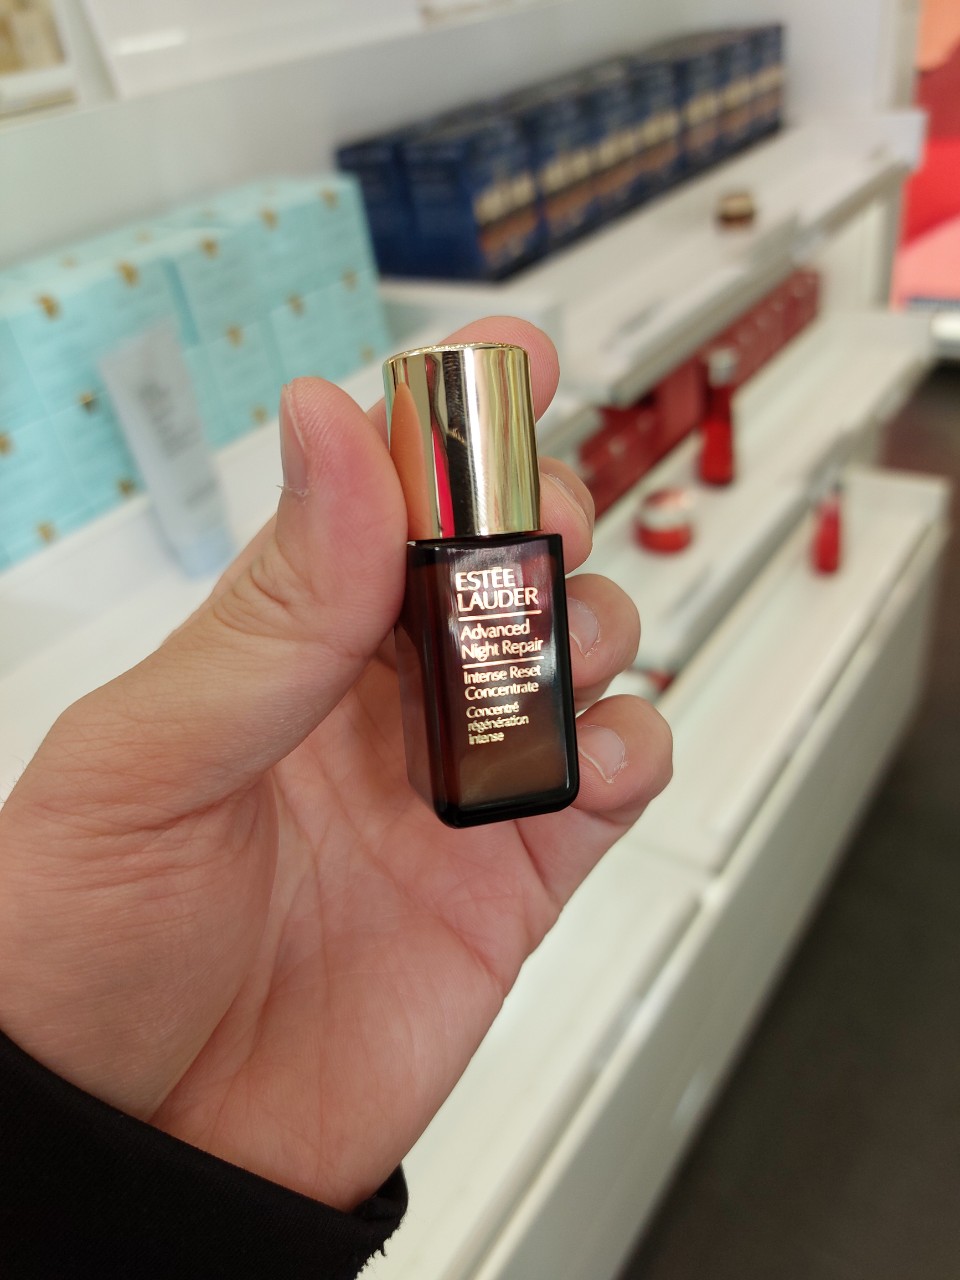 ESTĒE
LAUDER
Advanced
Night Repair
Intense Reset
Concentrate
Concentré
régénération
intense